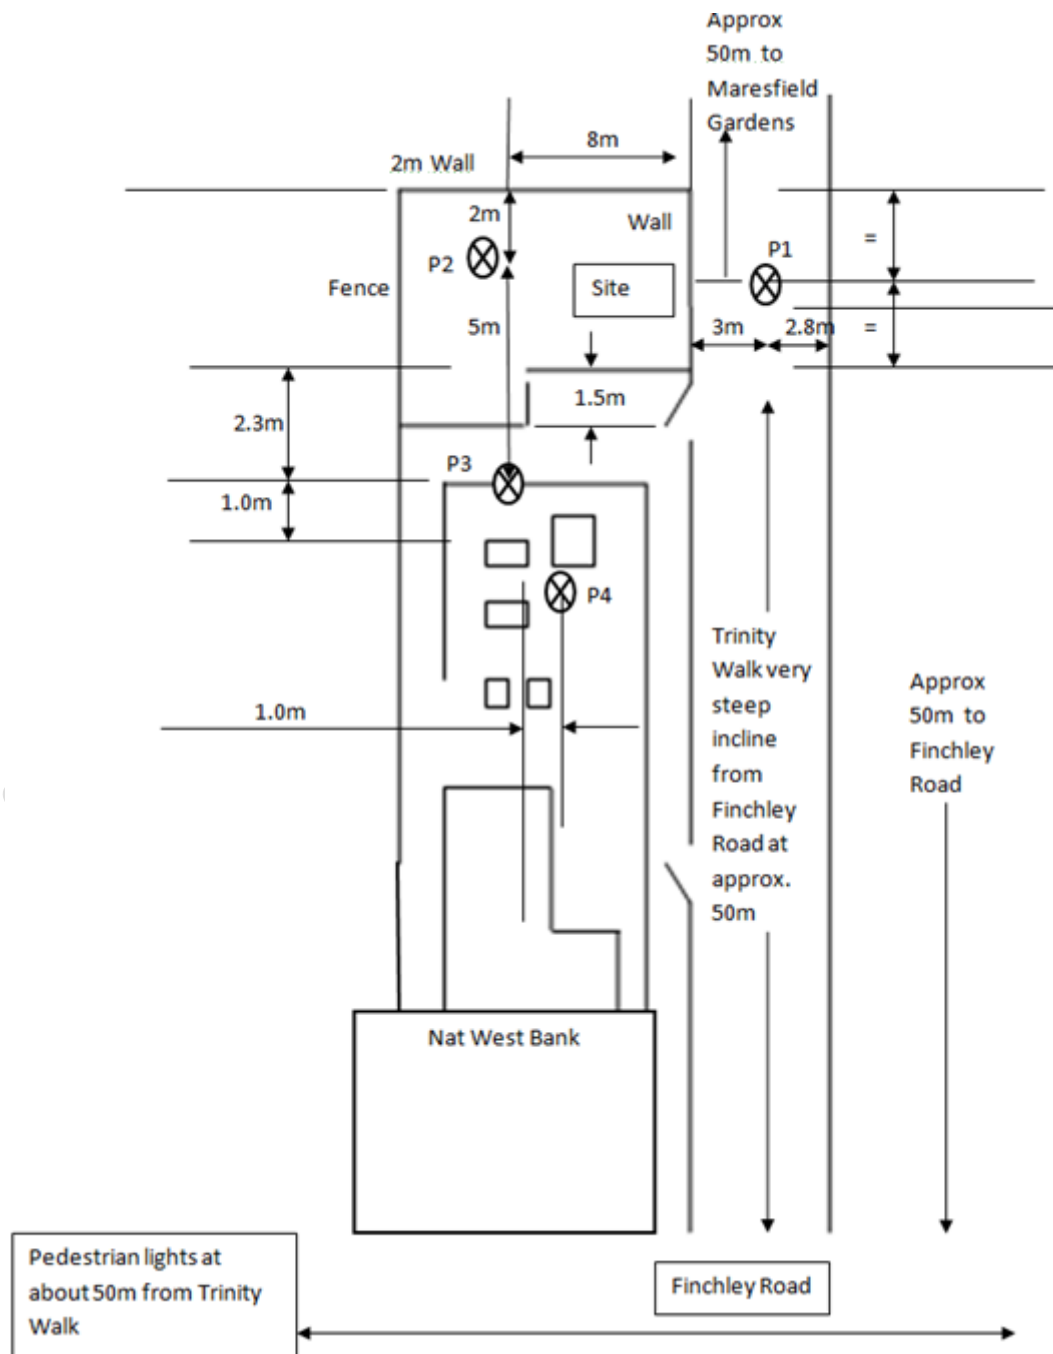 Approx
50m to
Maresfield
Gardens
8m
2m Wall
2m
Wall
P1
=
P2
Fence
Site
5m
3m
2.8m
=
1.5m
2.3m
P3
1.0m
P4
Trinity
Walk very
steep
incline
from
Finchley
Road at
approx.
50m
Approx
50m to
Finchley
Road
1.0m
Nat West Bank
Pedestrian lights at
about 50m from Trinity
Walk
Finchley Road